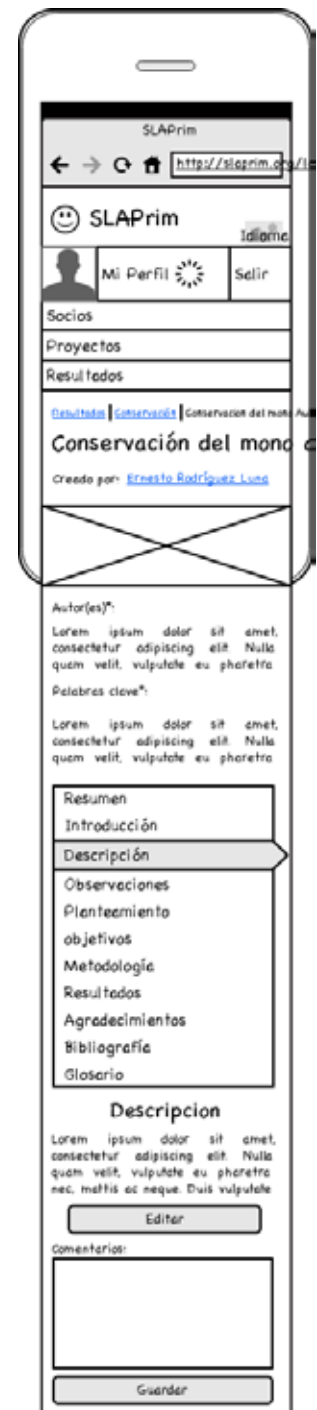 SLAPrim
http://slaprim.org/l
SLAPrim
Idioma
Mi Perfil
Salir
Socios
Proyectos
Resultados
Resultados | Conservación | Conservacion del mono Au
Conservación del mono
Creado por: Ernesto Rodríguez Luna
Autor(es)*:
Lorem ipsum dolor sit amet,
consectetur adipiscing elit. Nulla
quam velit, vulputate eu pharetra
Palabras clave*:
Lorem ipsum dolor sit amet,
consectetur adipiscing elit. Nulla
quam velit, vulputate eu pharetra
Resumen
Introducción
Descripción
Observaciones
Planteamiento
objetivos
Metodología
Resultados
Agradecimientos
Bibliografía
Glosario
Descripcion
Lorem ipsum dolor sit amet,
consectetur adipiscing elit. Nulla
quam velit, vulputate eu pharetra
nec, mattis ac neque. Duis vulputate
Editar
Comentarios:
Guardar